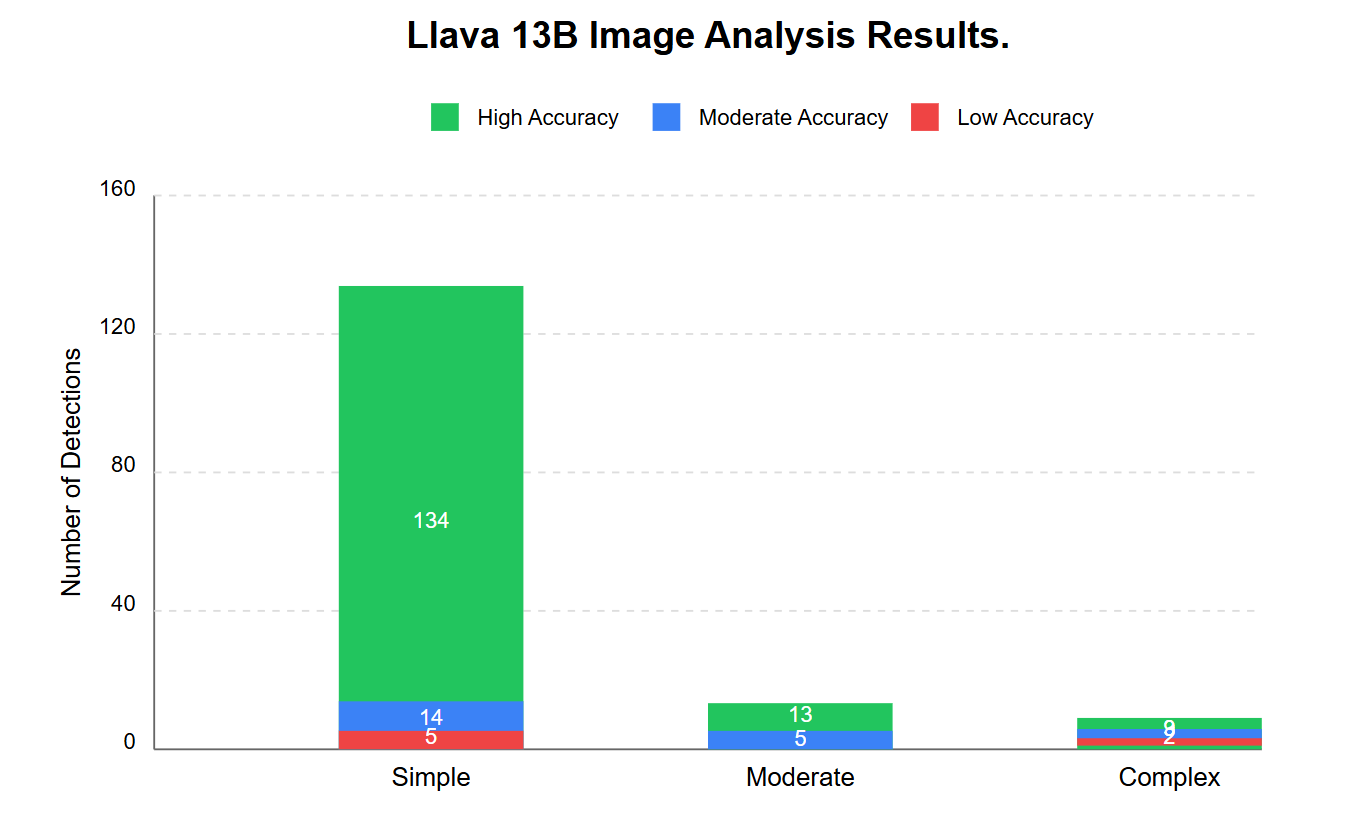 Llava 13B Image Analysis Results.
High Accuracy Moderate Accuracy Low Accuracy
160
120
80
40
0
Number of Detections
134
14
5
13
5
2
Simple Moderate Complex